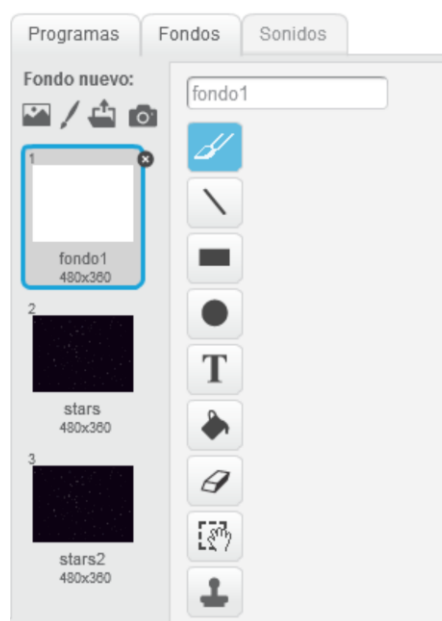 Programas Fondos Sonidos
Fondo nuevo:
fondo1
1
fondo1
480x360
2
stars
480x360
T
3
stars2
480x360